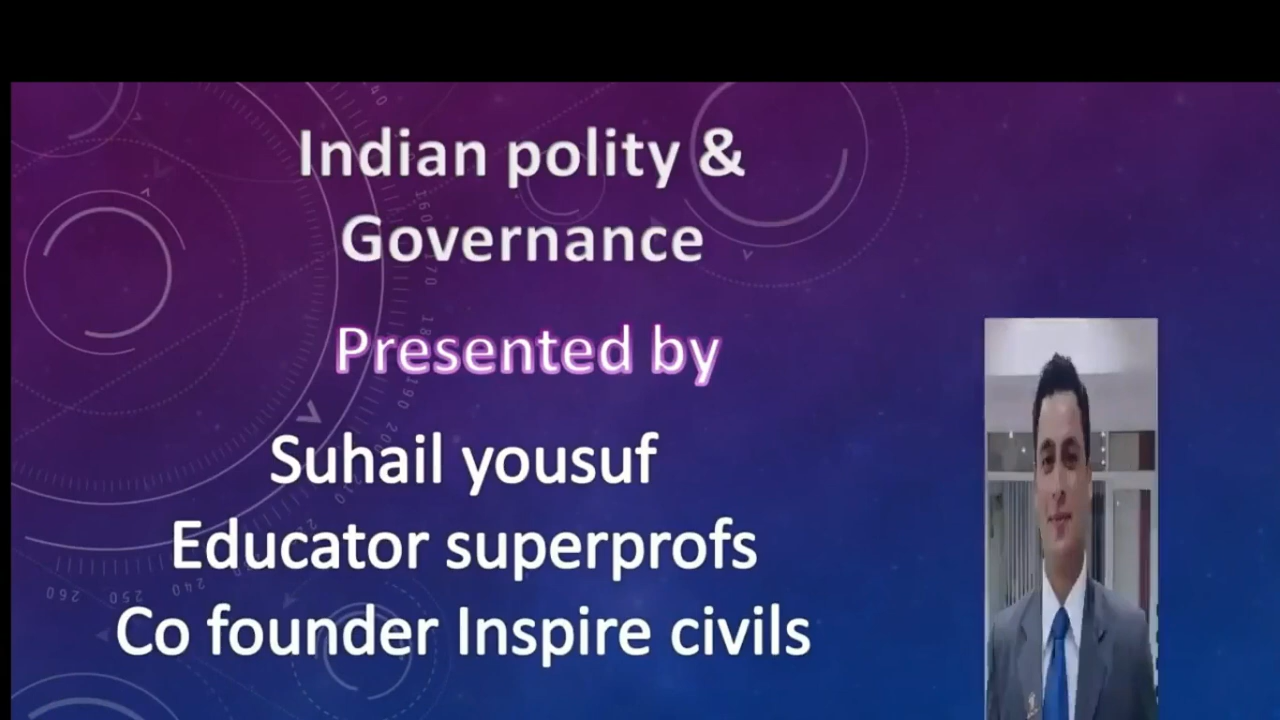 Indian polity &
Governance
Presented by
Suhail yousuf
Educator superprofs
Co founder Inspire civils